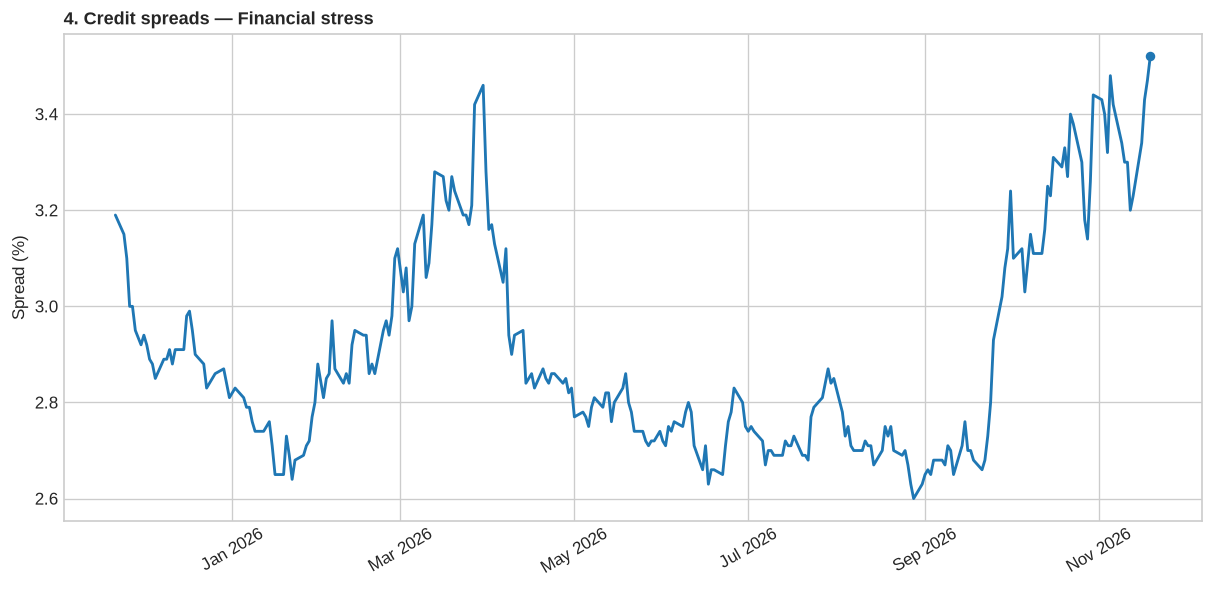 4. Credit spreads — Financial stress
Spread (%)
3.4
3.2
3.0
2.8
2.6
Jan 2026
Mar 2026
May 2026
Jul 2026
Sep 2026
Nov 2026